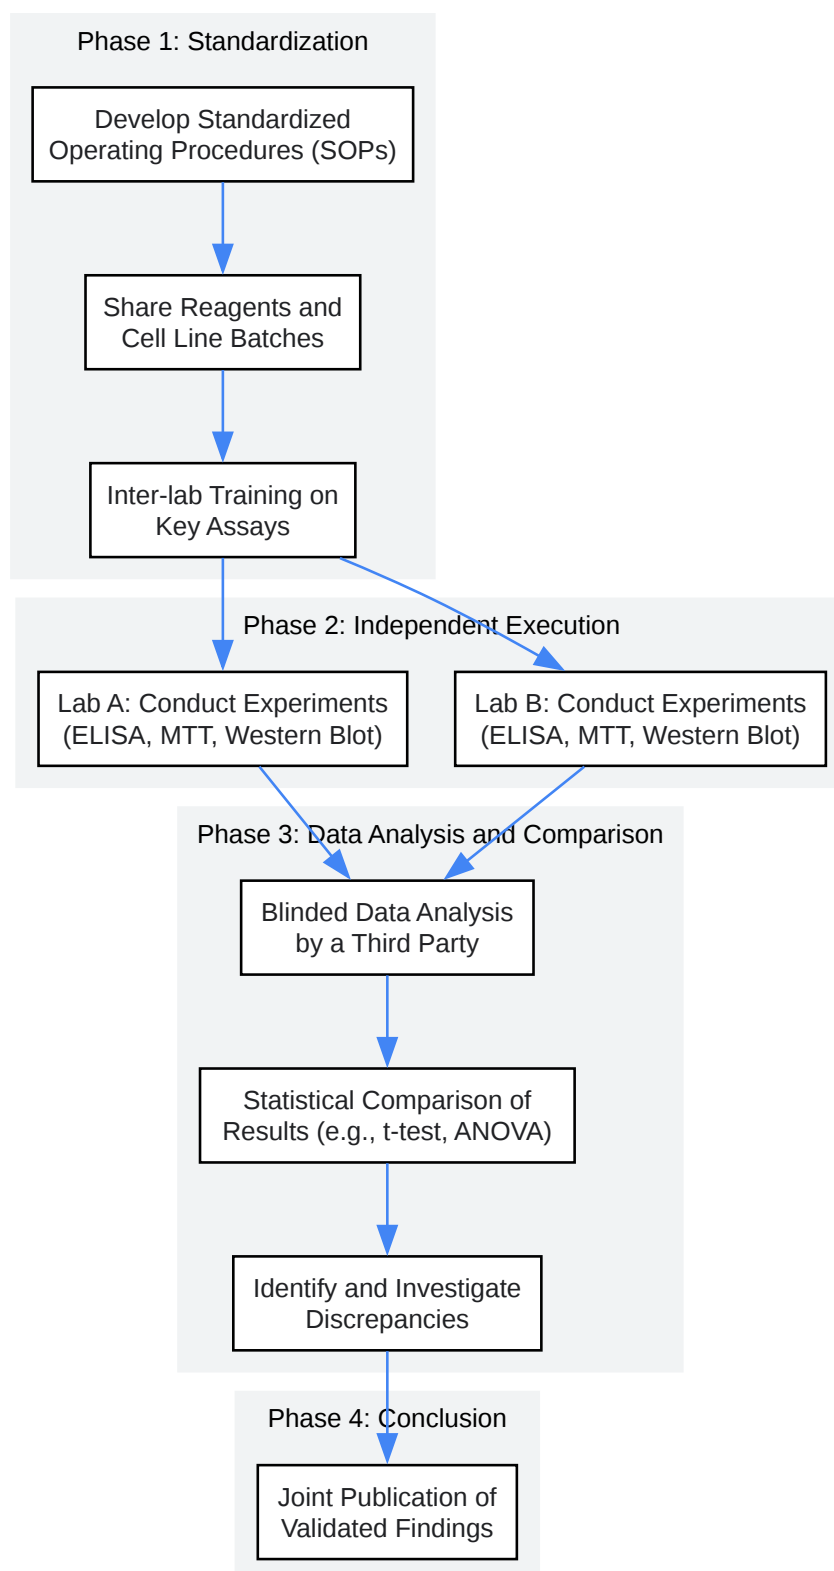 Phase 1: Standardization
Develop Standardized
Operating Procedures (SOPs)
Share Reagents and
Cell Line Batches
Inter-lab Training on
Key Assays
Phase 2: Independent Execution
Lab A: Conduct Experiments
(ELISA, MTT, Western Blot)
Lab B: Conduct Experiments
(ELISA, MTT, Western Blot)
Phase 3: Data Analysis and Comparison
Blinded Data Analysis
by a Third Party
Statistical Comparison of
Results (e.g., t-test, ANOVA)
Identify and Investigate
Discrepancies
Phase 4: Conclusion
Joint Publication of
Validated Findings